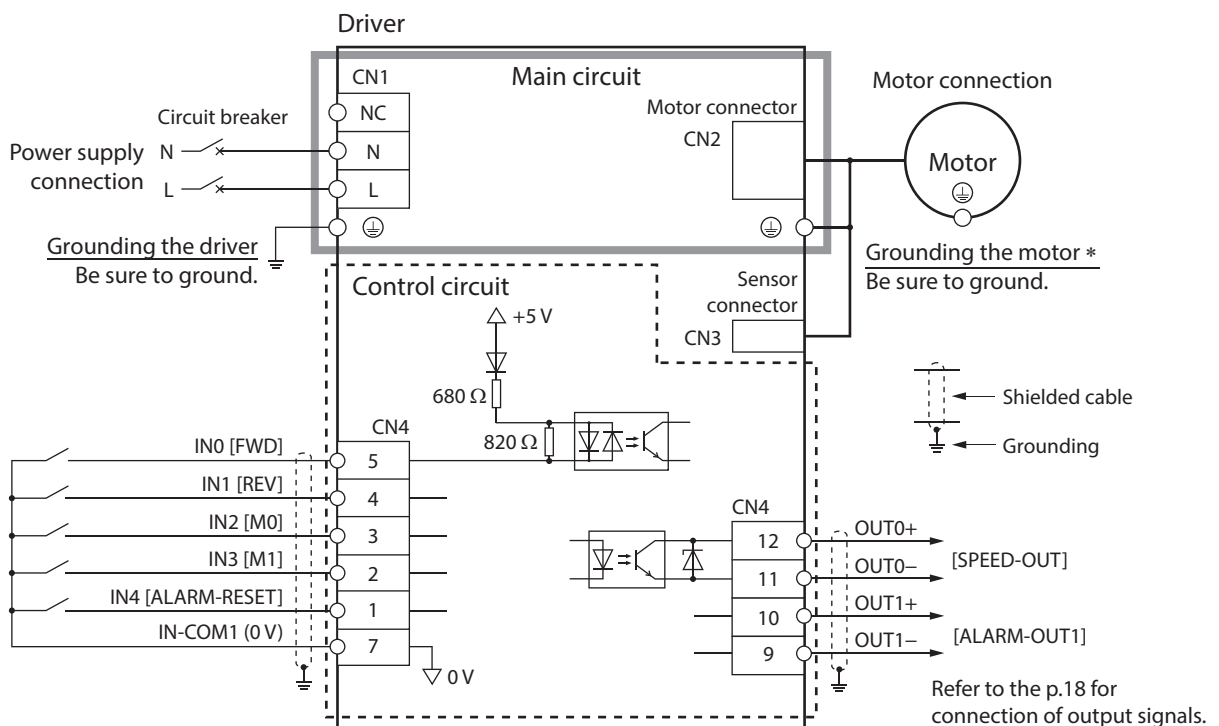 Driver
Main circuit
CN1
NC
N
L
Circuit breaker
Power supply
connection
N
L
Grounding the driver
Be sure to ground.
Motor connector
CN2
Motor connection
Motor
Grounding the motor *
Be sure to ground.
Sensor
connector
CN3
Control circuit
+5 V
680 Ω
820 Ω
CN4
IN0 [FWD]
5
IN1 [REV]
4
IN2 [M0]
3
IN3 [M1]
2
IN4 [ALARM-RESET]
1
IN-COM1 (0 V)
7
0 V
Shielded cable
Grounding
CN4
12
OUT0+
11
OUT0−
[SPEED-OUT]
10
OUT1+
9
OUT1−
[ALARM-OUT1]
Refer to the p.18 for
connection of output signals.